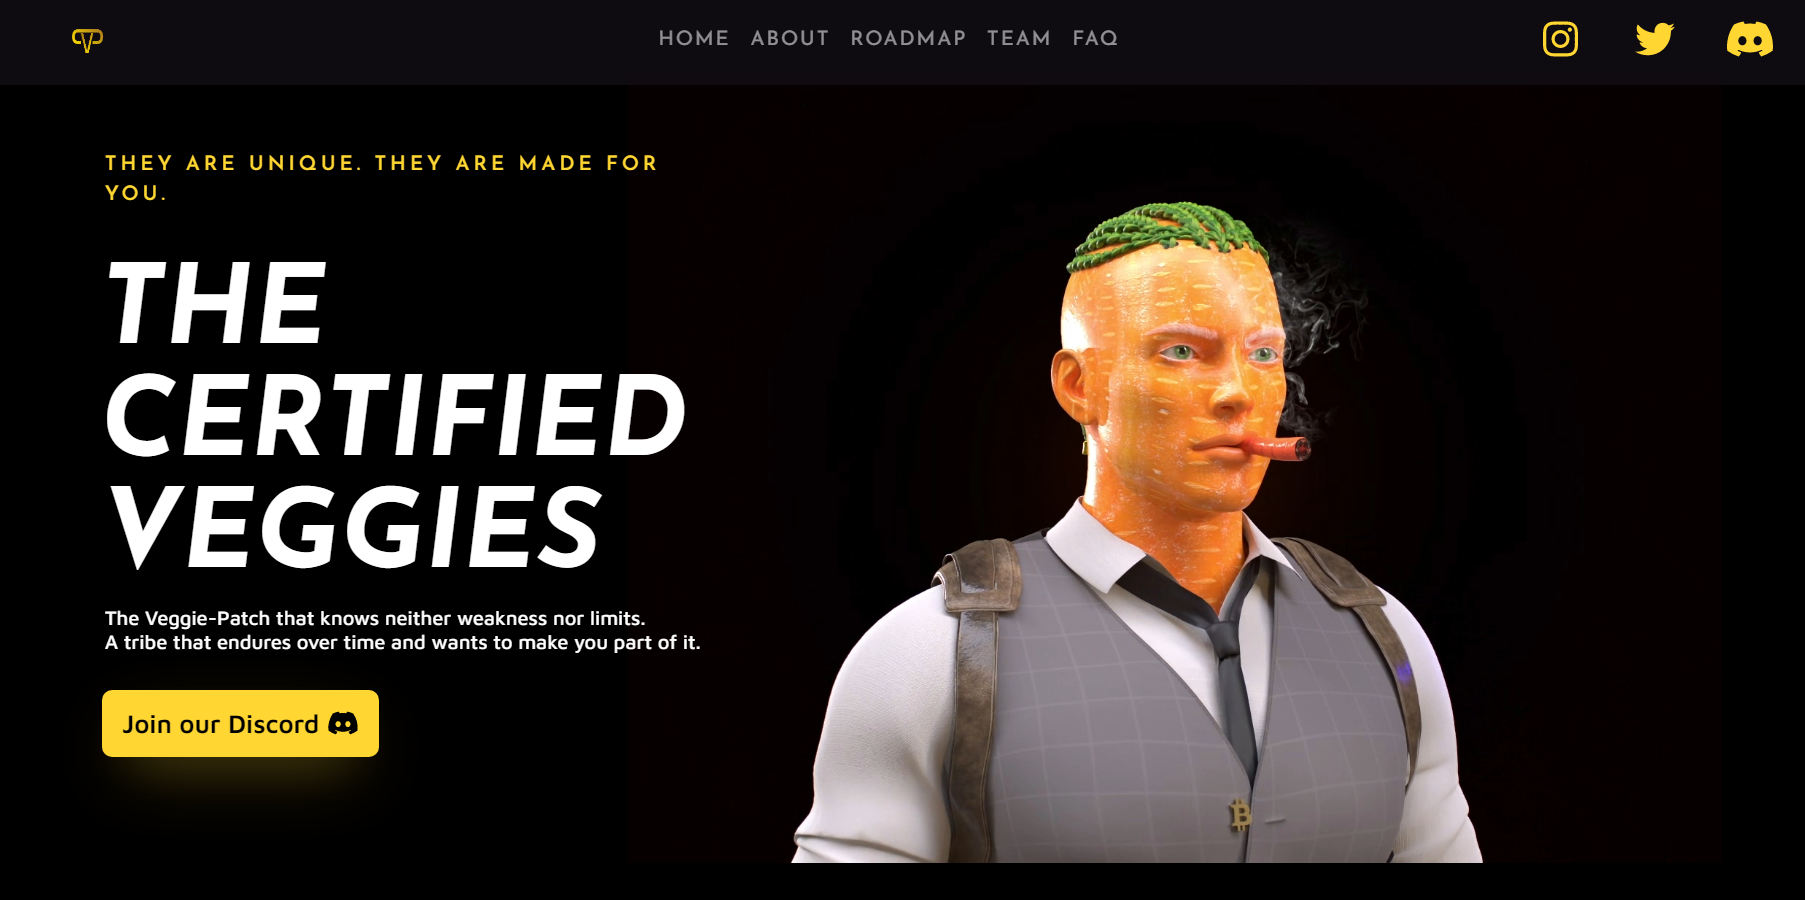 HOME ABOUT ROADMAP TEAM FAQ
THEY ARE UNIQUE. THEY ARE MADE FOR
YOU.
THE
CERTIFIED
VEGGIES
The Veggie-Patch that knows neither weakness nor limits.
A tribe that endures over time and wants to make you part of it.
Join our Discord